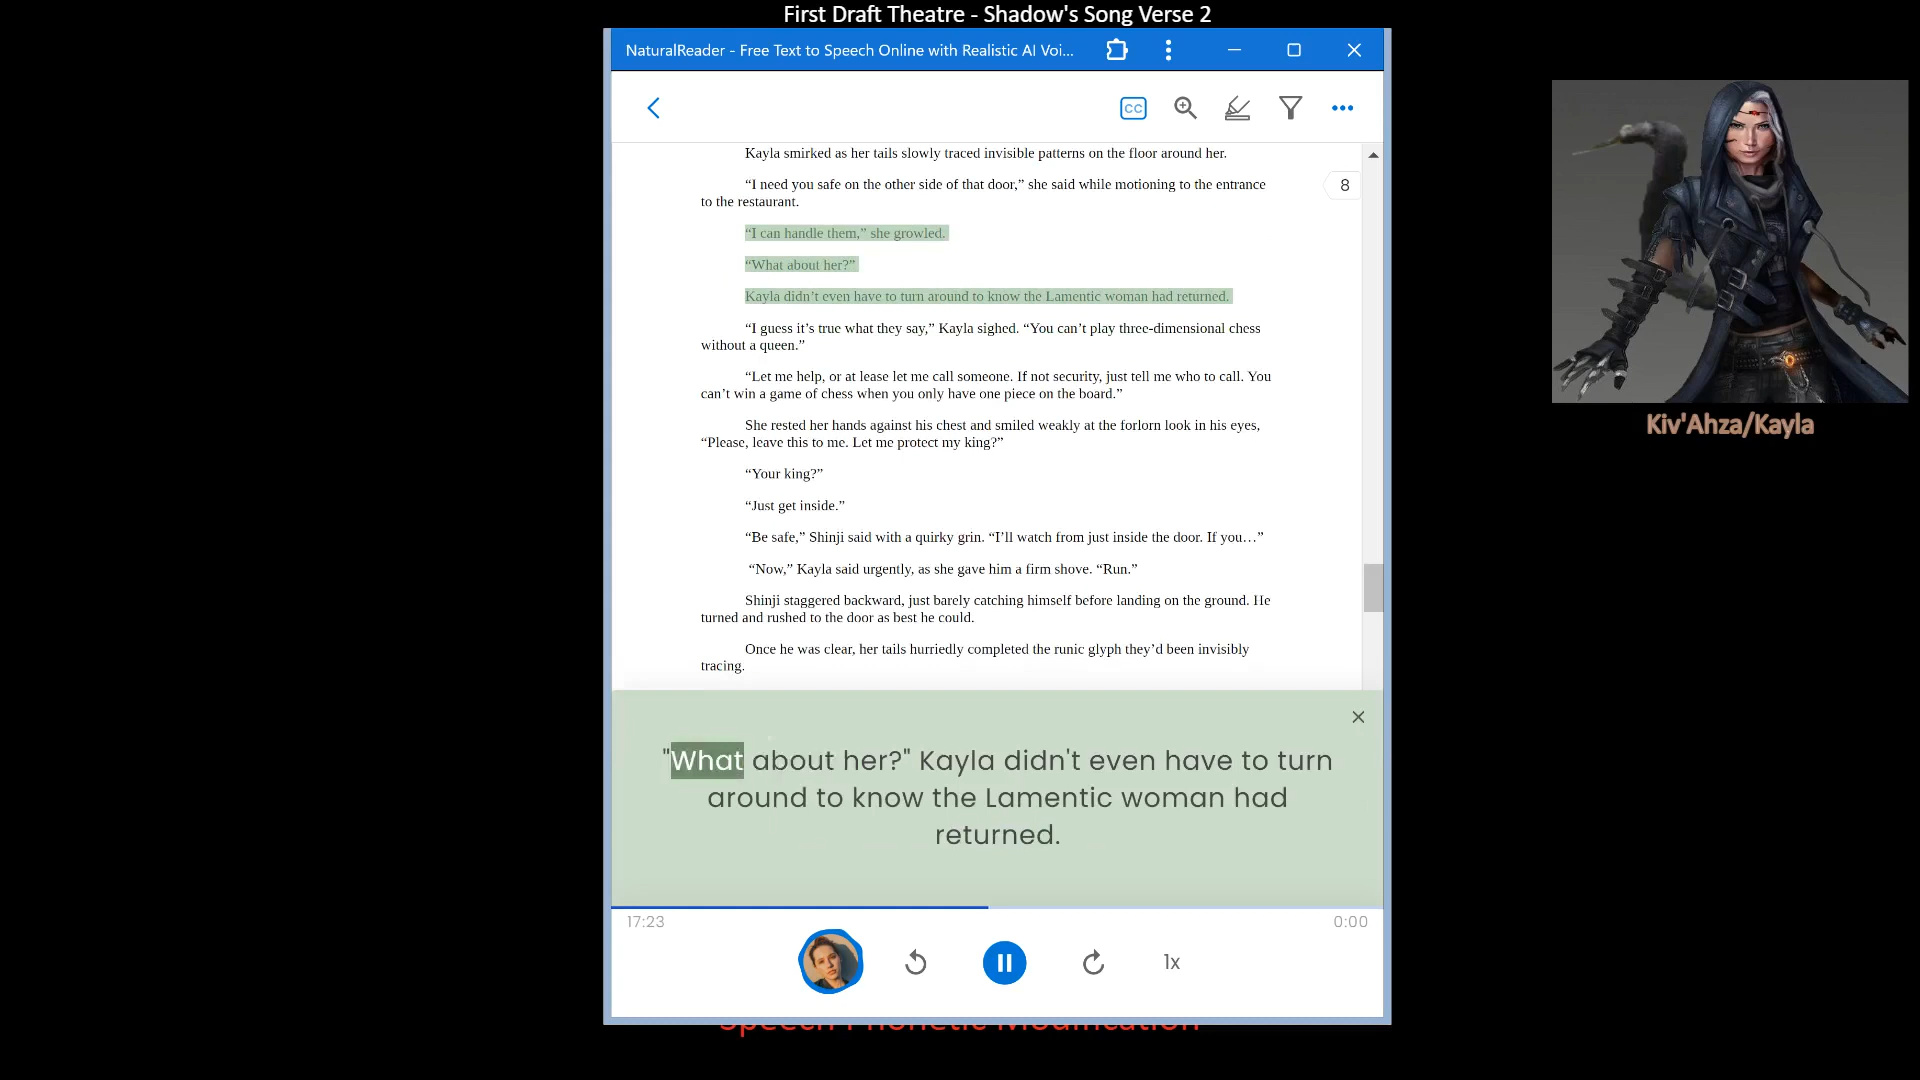 First Draft Theatre - Shadow's Song Verse 2
NaturalReader - Free Text to Speech Online with Realistic AI Voi...
CC
Kayla smirked as her tails slowly traced invisible patterns on the floor around her.
8
“I need you safe on the other side of that door,” she said while motioning to the entrance
to the restaurant.
“I can handle them,” she growled.
“What about her?”
Kayla didn’t even have to turn around to know the Lamentic woman had returned.
“I guess it’s true what they say,” Kayla sighed. “You can’t play three-dimensional chess
without a queen.”
“Let me help, or at lease let me call someone. If not security, just tell me who to call. You
can’t win a game of chess when you only have one piece on the board.”
She rested her hands against his chest and smiled weakly at the forlorn look in his eyes,
“Please, leave this to me. Let me protect my king?”
“Your king?”
“Just get inside.”
“Be safe,” Shinji said with a quirky grin. “I’ll watch from just inside the door. If you…”
“Now,” Kayla said urgently, as she gave him a firm shove. “Run.”
Shinji staggered backward, just barely catching himself before landing on the ground. He
turned and rushed to the door as best he could.
Once he was clear, her tails hurriedly completed the runic glyph they’d been invisibly
tracing.
"What about her?" Kayla didn't even have to turn
around to know the Lamentic woman had
returned.
17:23
0:00
1x
Speech Phonetic Modification
Kiv'Ahza/Kayla